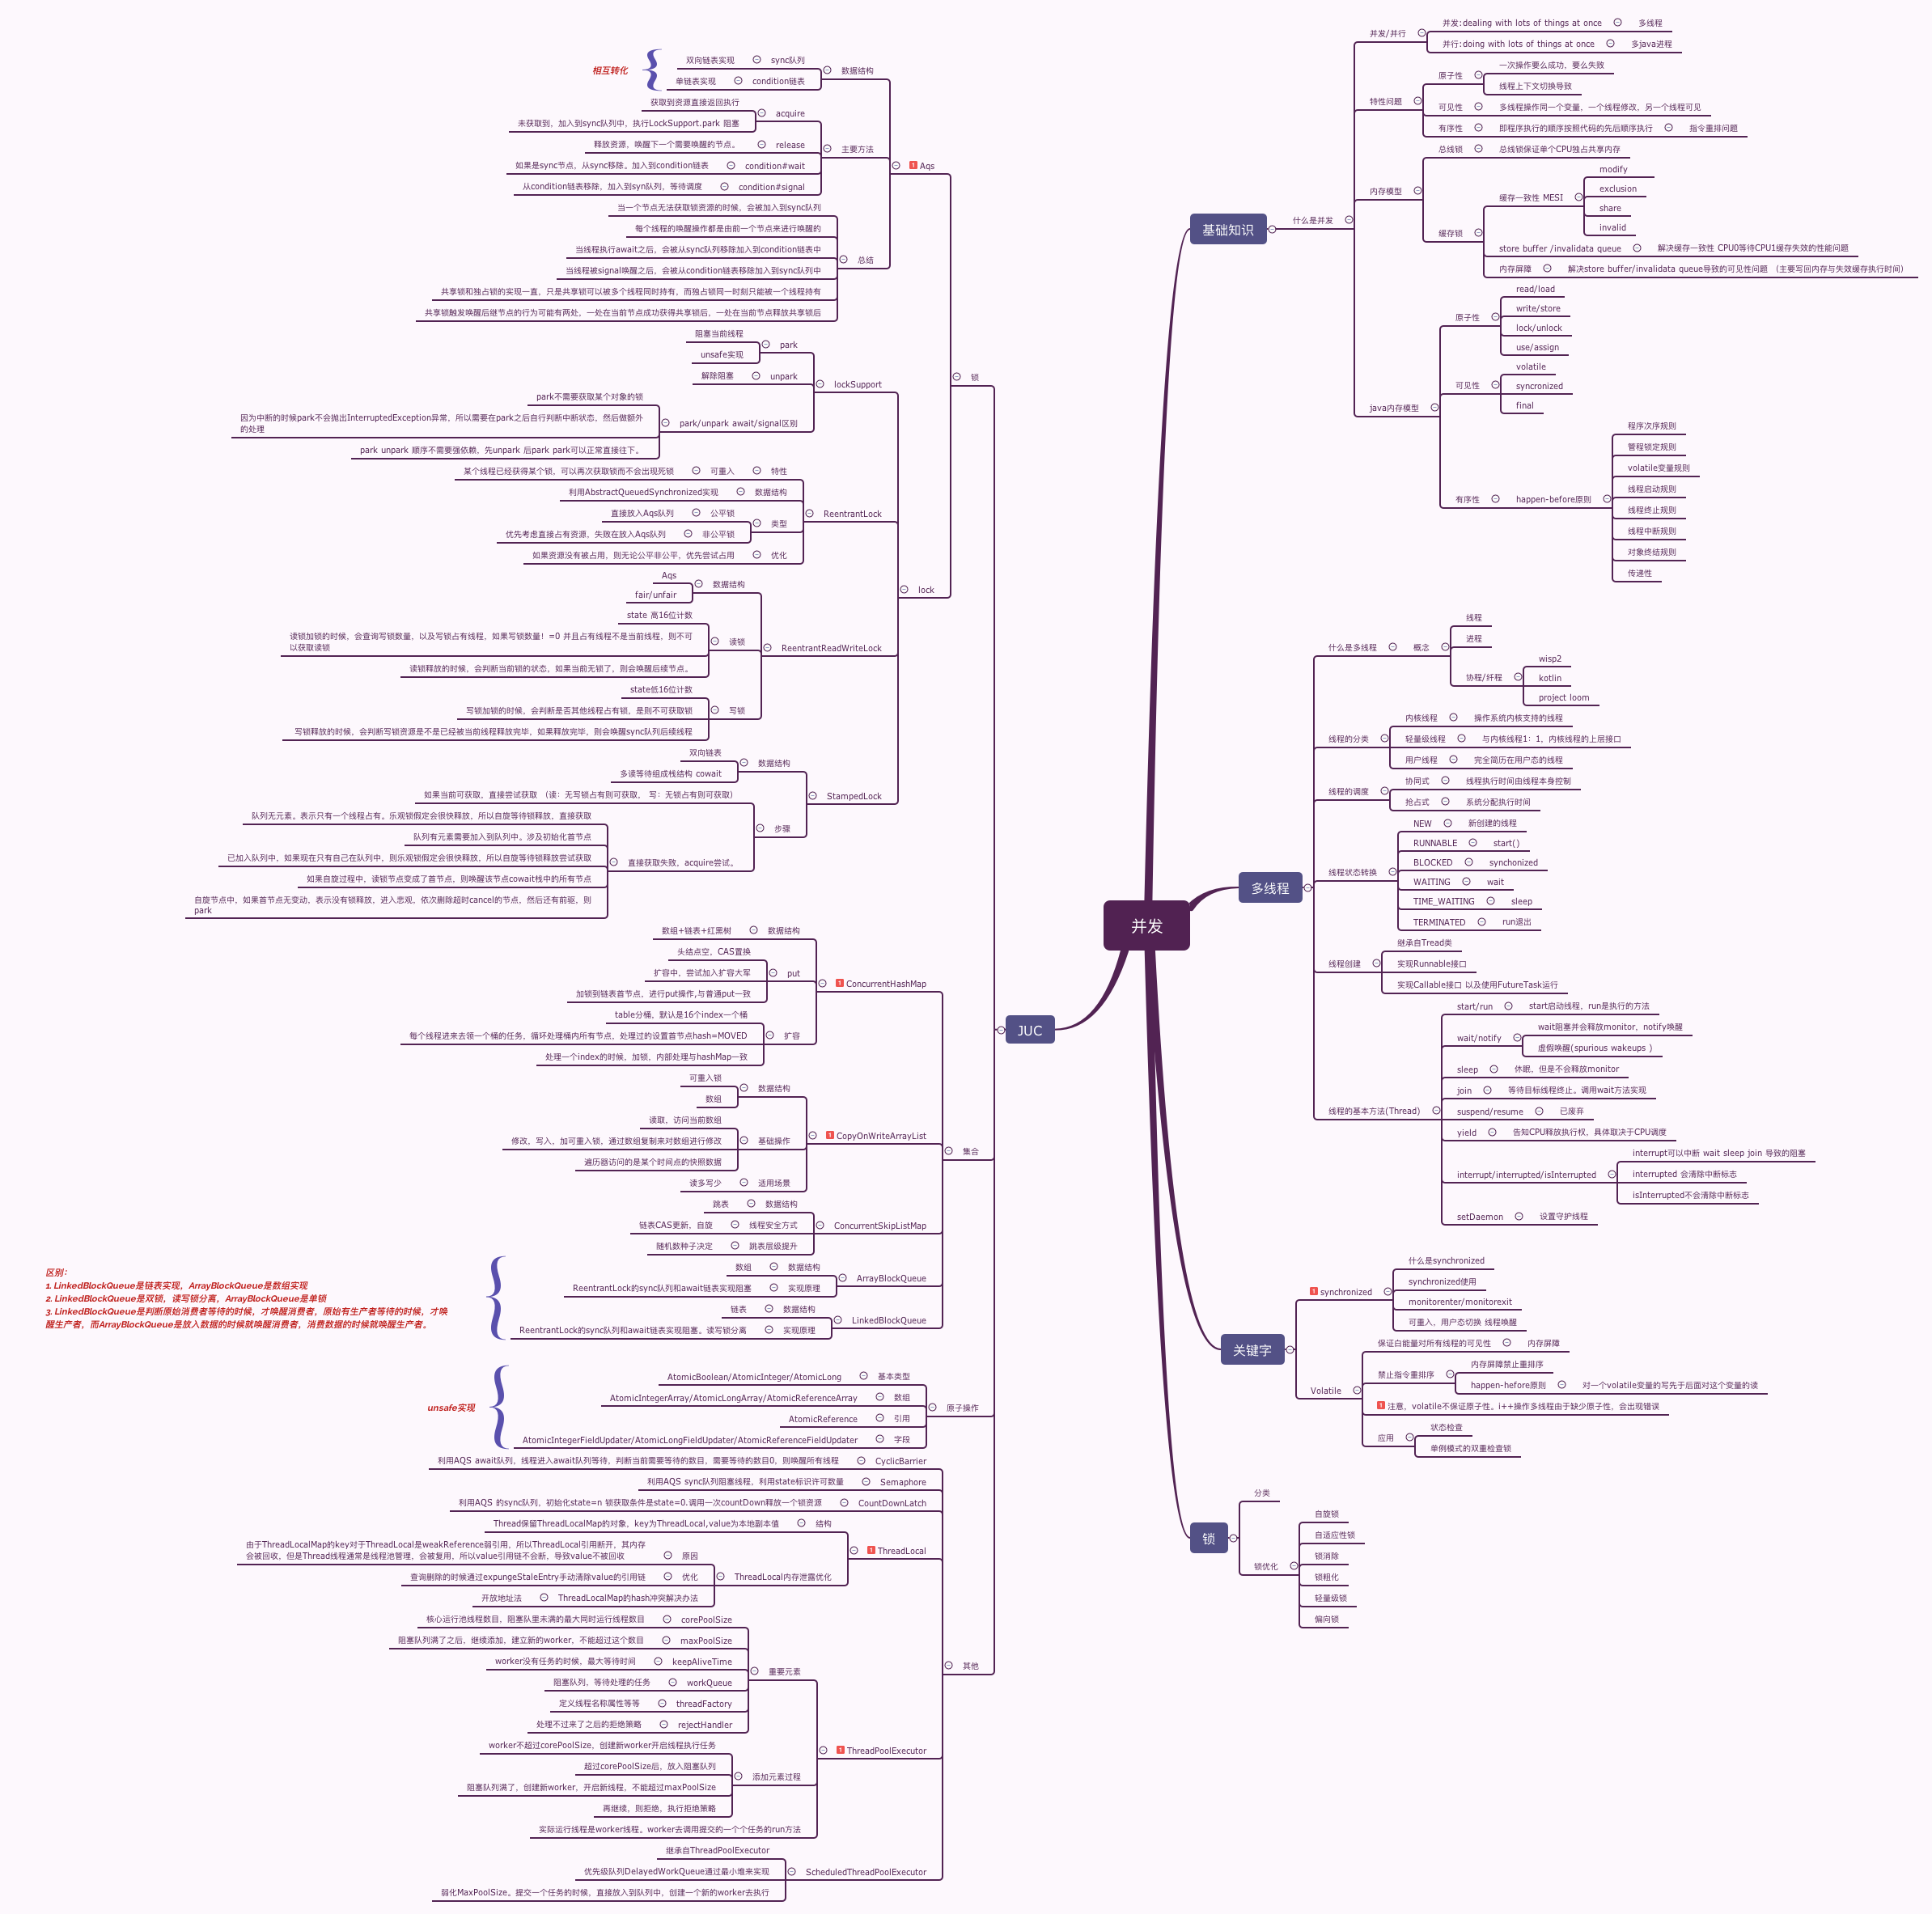 并发
基础知识
什么是并发
并发/并行
并发:dealing with lots of things at once
多线程
并行:doing with lots of things at once
多java进程
特性问题
原子性
一次操作要么成功，要么失败
线程上下文切换导致
可见性
多线程操作同一个变量，一个线程修改，另一个线程可见
有序性
即程序执行的顺序按照代码的先后顺序执行
指令重排问题
内存模型
总线锁
总线锁保证单个CPU独占共享内存
缓存锁
缓存一致性 MESI
modify
exclusion
share
invalid
store buffer /invalidata queue
解决缓存一致性 CPU0等待CPU1缓存失效的性能问题
内存屏障
解决store buffer/invalidata queue导致的可见性问题 （主要写回内存与失效缓存执行时间）
java内存模型
原子性
read/load
write/store
lock/unlock
use/assign
可见性
volatile
syncronized
final
有序性
happen-before原则
程序次序规则
管程锁定规则
volatile变量规则
线程启动规则
线程终止规则
线程中断规则
对象终结规则
传递性
多线程
什么是多线程
概念
线程
进程
协程/纤程
wisp2
kotlin
project loom
线程的分类
内核线程
操作系统内核支持的线程
轻量级线程
与内核线程1：1，内核线程的上层接口
用户线程
完全简历在用户态的线程
线程的调度
协同式
线程执行时间由线程本身控制
抢占式
系统分配执行时间
线程状态转换
NEW
新创建的线程
RUNNABLE
start()
BLOCKED
synchonized
WAITING
wait
TIME_WAITING
sleep
TERMINATED
run退出
线程创建
继承自Tread类
实现Runnable接口
实现Callable接口 以及使用FutureTask运行
线程的基本方法(Thread)
start/run
start启动线程，run是执行的方法
wait/notify
wait阻塞并会释放monitor，notify唤醒
虚假唤醒(spurious wakeups )
sleep
休眠，但是不会释放monitor
join
等待目标线程终止。调用wait方法实现
suspend/resume
已废弃
yield
告知CPU释放执行权，具体取决于CPU调度
interrupt/interrupted/isInterrupted
interrupt可以中断 wait sleep join 导致的阻塞
interrupted 会清除中断标志
isInterrupted不会清除中断标志
setDaemon
设置守护线程
关键字
synchronized
什么是synchronized
synchronized使用
monitorenter/monitorexit
可重入，用户态切换 线程唤醒
Volatile
保证白能量对所有线程的可见性
内存屏障
禁止指令重排序
内存屏障禁止重排序
happen-hefore原则
对一个volatile变量的写先于后面对这个变量的读
注意，volatile不保证原子性。i++操作多线程由于缺少原子性，会出现错误
应用
状态检查
单例模式的双重检查锁
锁
分类
锁优化
自旋锁
自适应性锁
锁消除
锁粗化
轻量级锁
偏向锁
JUC
锁
Aqs
数据结构
sync队列
双向链表实现
condition链表
单链表实现
相互转化
主要方法
acquire
获取到资源直接返回执行
未获取到，加入到sync队列中，执行LockSupport.park 阻塞
release
释放资源，唤醒下一个需要唤醒的节点。
condition#wait
如果是sync节点，从sync移除。加入到condition链表
condition#signal
从condition链表移除，加入到syn队列，等待调度
总结
当一个节点无法获取锁资源的时候，会被加入到sync队列
每个线程的唤醒操作都是由前一个节点来进行唤醒的
当线程执行await之后，会被从sync队列移除加入到condition链表中
当线程被signal唤醒之后，会被从condition链表移除加入到sync队列中
共享锁和独占锁的实现一直，只是共享锁可以被多个线程同时持有，而独占锁同一时刻只能被一个线程持有
共享锁触发唤醒后继节点的行为可能有两处，一处在当前节点成功获得共享锁后，一处在当前节点释放共享锁后
lock
lockSupport
park
阻塞当前线程
unsafe实现
unpark
解除阻塞
park/unpark await/signal区别
park不需要获取某个对象的锁
因为中断的时候park不会抛出InterruptedException异常，所以需要在park之后自行判断中断状态，然后做额外
的处理
park unpark 顺序不需要强依赖，先unpark 后park park可以正常直接往下。
ReentrantLock
特性
可重入
某个线程已经获得某个锁，可以再次获取锁而不会出现死锁
数据结构
利用AbstractQueuedSynchronized实现
类型
公平锁
直接放入Aqs队列
非公平锁
优先考虑直接占有资源，失败在放入Aqs队列
优化
如果资源没有被占用，则无论公平非公平，优先尝试占用
ReentrantReadWriteLock
数据结构
Aqs
fair/unfair
读锁
state 高16位计数
读锁加锁的时候，会查询写锁数量，以及写锁占有线程，如果写锁数量！=0 并且占有线程不是当前线程，则不可
以获取读锁
读锁释放的时候，会判断当前锁的状态，如果当前无锁了，则会唤醒后续节点。
写锁
state低16位计数
写锁加锁的时候，会判断是否其他线程占有锁，是则不可获取锁
写锁释放的时候，会判断写锁资源是不是已经被当前线程释放完毕，如果释放完毕，则会唤醒sync队列后续线程
StampedLock
数据结构
双向链表
多读等待组成栈结构 cowait
步骤
如果当前可获取，直接尝试获取 （读：无写锁占有则可获取， 写：无锁占有则可获取）
直接获取失败，acquire尝试。
队列无元素。表示只有一个线程占有。乐观锁假定会很快释放，所以自旋等待锁释放，直接获取
队列有元素需要加入到队列中。涉及初始化首节点
已加入队列中，如果现在只有自己在队列中，则乐观锁假定会很快释放，所以自旋等待锁释放尝试获取
如果自旋过程中，读锁节点变成了首节点，则唤醒该节点cowait栈中的所有节点
自旋节点中，如果首节点无变动，表示没有锁释放，进入悲观，依次删除超时cancel的节点，然后还有前驱，则
park
集合
ConcurrentHashMap
数据结构
数组+链表+红黑树
put
头结点空，CAS置换
扩容中，尝试加入扩容大军
加锁到链表首节点，进行put操作,与普通put一致
扩容
table分桶，默认是16个index一个桶
每个线程进来去领一个桶的任务，循环处理桶内所有节点，处理过的设置首节点hash=MOVED
处理一个index的时候，加锁，内部处理与hashMap一致
CopyOnWriteArrayList
数据结构
可重入锁
数组
基础操作
读取，访问当前数组
修改，写入，加可重入锁，通过数组复制来对数组进行修改
遍历器访问的是某个时间点的快照数据
适用场景
读多写少
ConcurrentSkipListMap
数据结构
跳表
线程安全方式
链表CAS更新，自旋
跳表层级提升
随机数种子决定
ArrayBlockQueue
数据结构
数组
实现原理
ReentrantLock的sync队列和await链表实现阻塞
LinkedBlockQueue
数据结构
链表
实现原理
ReentrantLock的sync队列和await链表实现阻塞。读写锁分离
区别：
1. LinkedBlockQueue是链表实现，ArrayBlockQueue是数组实现
2. LinkedBlockQueue是双锁，读写锁分离，ArrayBlockQueue是单锁
3. LinkedBlockQueue是判断原始消费者等待的时候，才唤醒消费者，原始有生产者等待的时候，才唤
醒生产者，而ArrayBlockQueue是放入数据的时候就唤醒消费者，消费数据的时候就唤醒生产者。
原子操作
基本类型
AtomicBoolean/AtomicInteger/AtomicLong
数组
AtomicIntegerArray/AtomicLongArray/AtomicReferenceArray
引用
AtomicReference
字段
AtomicIntegerFieldUpdater/AtomicLongFieldUpdater/AtomicReferenceFieldUpdater
unsafe实现
其他
CyclicBarrier
利用AQS await队列，线程进入await队列等待，判断当前需要等待的数目，需要等待的数目0，则唤醒所有线程
Semaphore
利用AQS sync队列阻塞线程，利用state标识许可数量
CountDownLatch
利用AQS 的sync队列，初始化state=n 锁获取条件是state=0.调用一次countDown释放一个锁资源
ThreadLocal
结构
Thread保留ThreadLocalMap的对象，key为ThreadLocal,value为本地副本值
ThreadLocal内存泄露优化
原因
由于ThreadLocalMap的key对于ThreadLocal是weakReference弱引用，所以ThreadLocal引用断开，其内存
会被回收，但是Thread线程通常是线程池管理，会被复用，所以value引用链不会断，导致value不被回收
优化
查询删除的时候通过expungeStaleEntry手动清除value的引用链
ThreadLocalMap的hash冲突解决办法
开放地址法
ThreadPoolExecutor
重要元素
corePoolSize
核心运行池线程数目，阻塞队里未满的最大同时运行线程数目
maxPoolSize
阻塞队列满了之后，继续添加，建立新的worker，不能超过这个数目
keepAliveTime
worker没有任务的时候，最大等待时间
workQueue
阻塞队列，等待处理的任务
threadFactory
定义线程名称属性等等
rejectHandler
处理不过来了之后的拒绝策略
添加元素过程
worker不超过corePoolSize，创建新worker开启线程执行任务
超过corePoolSize后，放入阻塞队列
阻塞队列满了，创建新worker，开启新线程，不能超过maxPoolSize
再继续，则拒绝，执行拒绝策略
实际运行线程是worker线程。worker去调用提交的一个个任务的run方法
ScheduledThreadPoolExecutor
继承自ThreadPoolExecutor
优先级队列DelayedWorkQueue通过最小堆来实现
弱化MaxPoolSize。提交一个任务的时候，直接放入到队列中，创建一个新的worker去执行